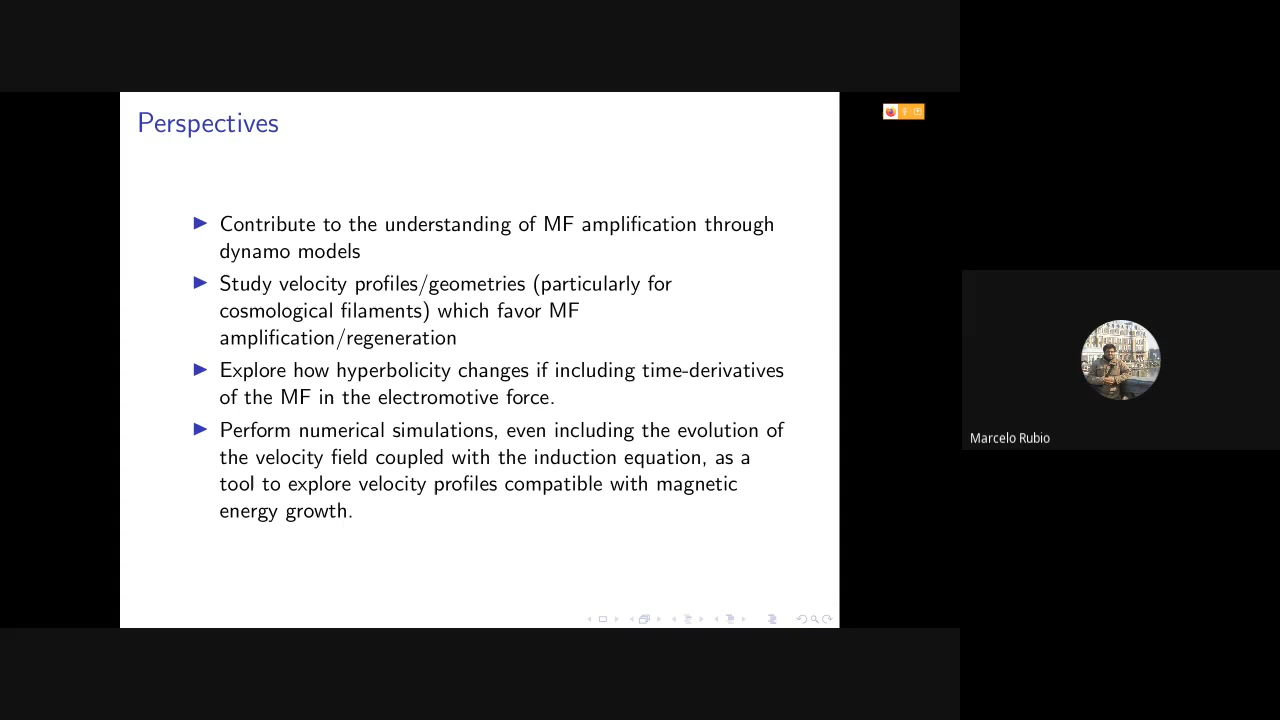 Perspectives
Contribute to the understanding of MF amplification through
dynamo models
Study velocity profiles/geometries (particularly for
cosmological filaments) which favor MF
amplification/regeneration
Explore how hyperbolicity changes if including time-derivatives
of the MF in the electromotive force.
Perform numerical simulations, even including the evolution of
the velocity field coupled with the induction equation, as a
tool to explore velocity profiles compatible with magnetic
energy growth.
Marcelo Rubio